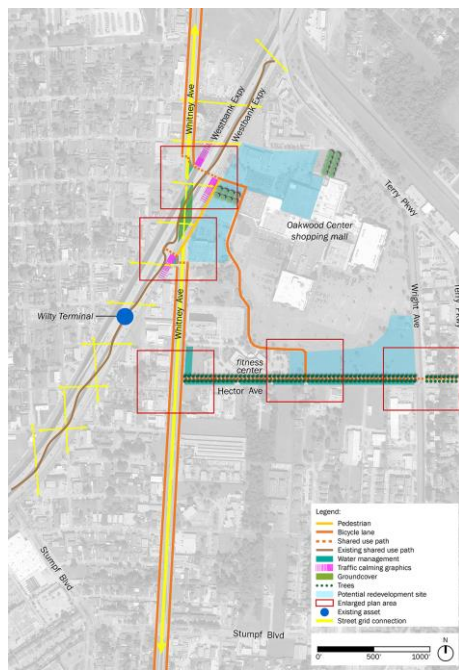 Whitney Ave
Westbank Expy
Westbank Expy
Terry Pkwy
Oakwood Center
shopping mall
Wilty Terminal
Whitney Ave
Wright Ave
Terry Pkwy
fitness
center
Hector Ave
Stumpf Blvd
Stumpf Blvd
Legend:
Pedestrian
Bicycle lane
Shared use path
Existing shared use path
Water management
Traffic calming graphics
Groundcover
Trees
Potential redevelopment site
Enlarged plan area
Existing asset
Street grid connection
N
0' 500' 1000'